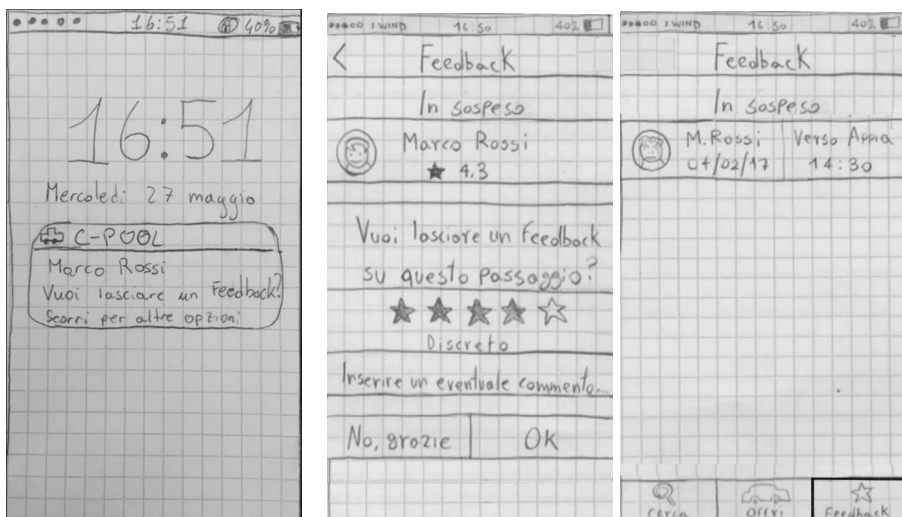 16:51 40%
16:51
Mercoledì 27 maggio
C-POOL
Marco Rossi
Vuoi lasciare un Feedback?
Scorri per altre opzioni
I WIND 16:50 40%
< Feedback
In sospeso
Marco Rossi
★ 4,3
Vuoi lasciare un Feedback
su questo passaggio?
★ ★ ★ ★ ☆
Discreto
Inserire un eventuale commento...
No, grazie OK
I WIND 16:50 40%
Feedback
In sospeso
M. Rossi Verso Appia
04/02/17 14:30
cerca offri Feedback